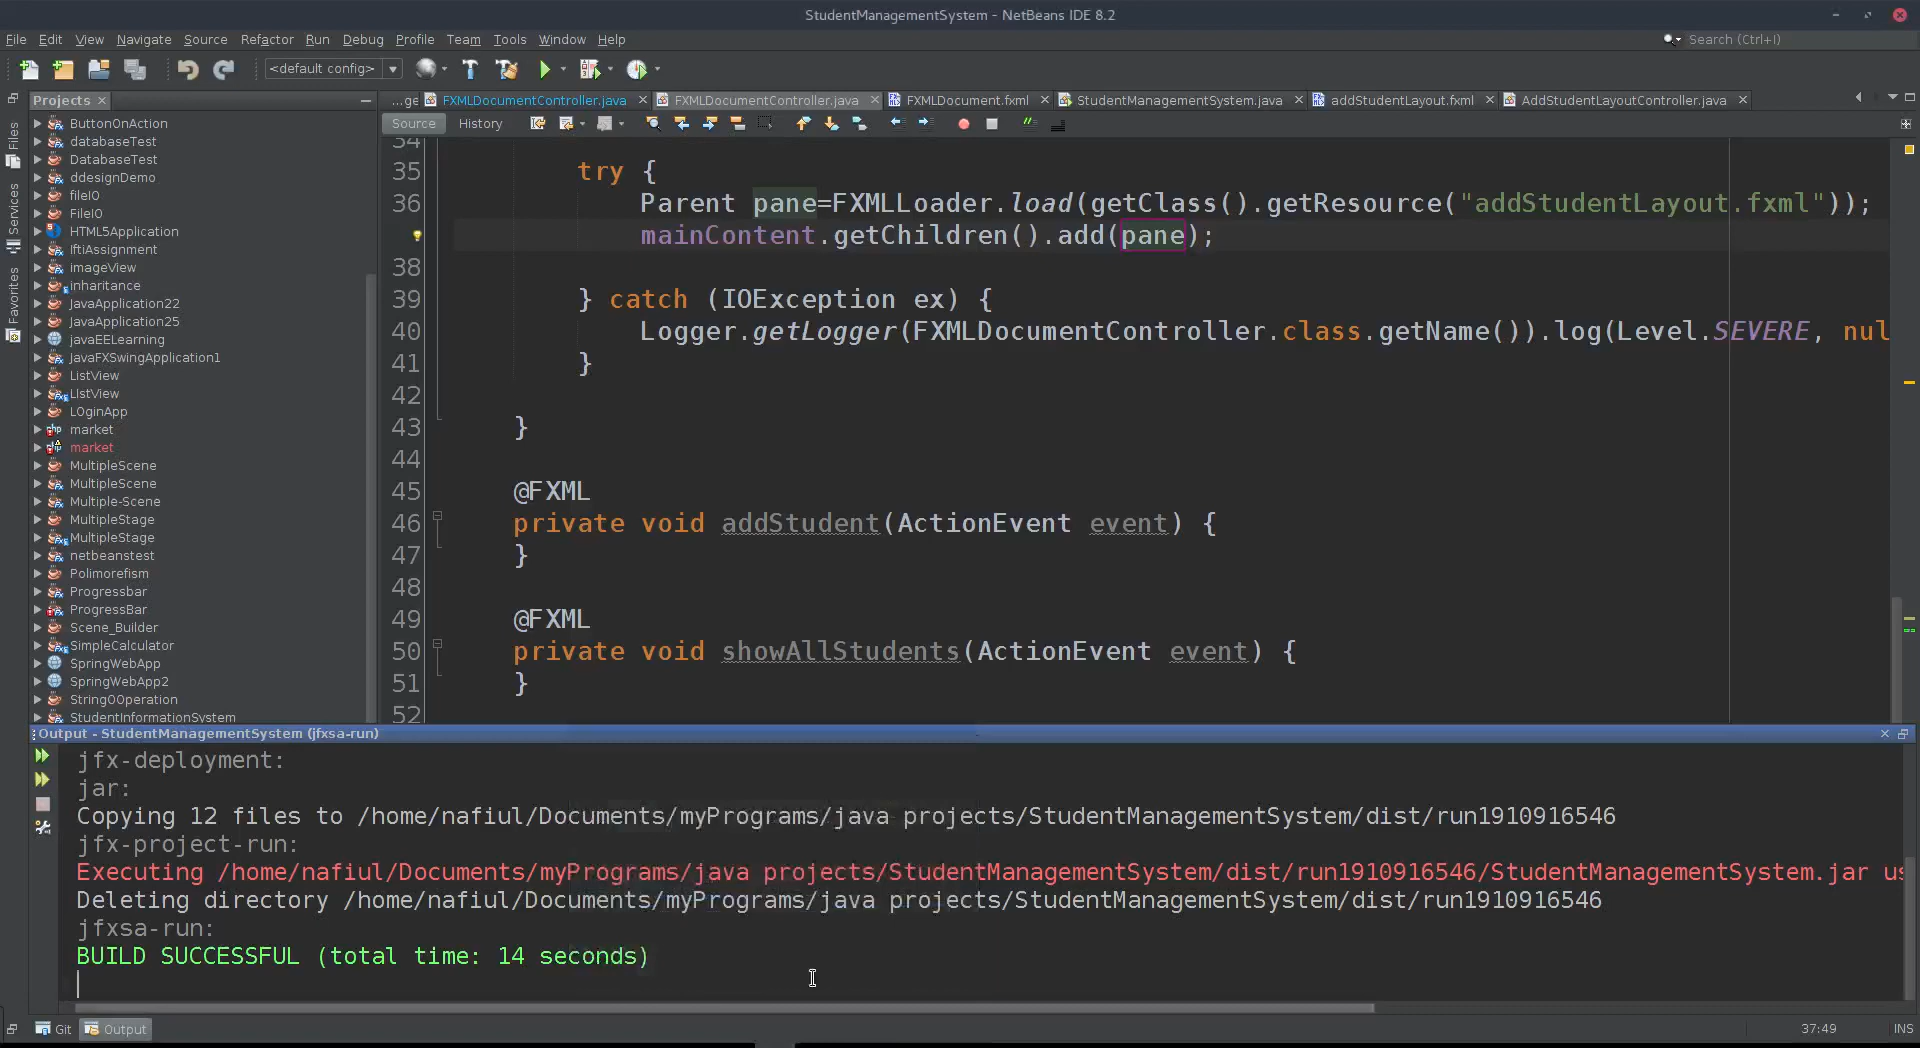 StudentManagementSystem - NetBeans IDE 8.2
File Edit View Navigate Source Refactor Run Debug Profile Team Tools Window Help
Search (Ctrl+I)
<default config>
Projects
...ge FXMLDocumentController.java FXMLDocumentController.java FXMLDocument.fxml StudentManagementSystem.java addStudentLayout.fxml AddStudentLayoutController.java
Source History
Files
Services
Favorites
ButtonOnAction
databaseTest
DatabaseTest
ddesignDemo
fileIO
FileIO
HTML5Application
IftiAssignment
imageView
inharitance
JavaApplication22
JavaApplication25
javaEELearning
JavaFXSwingApplication1
ListView
LIstView
LOginApp
market
market
MultipleScene
MultipleScene
Multiple-Scene
MultipleStage
MultipleStage
netbeanstest
Polimorefism
Progressbar
ProgressBar
Scene_Builder
SimpleCalculator
SpringWebApp
SpringWebApp2
StringOOperation
StudentInformationSystem
34
35 try {
36 Parent pane=FXMLLoader.load(getClass().getResource("addStudentLayout.fxml"));
mainContent.getChildren().add(pane);
38
39 } catch (IOException ex) {
40 Logger.getLogger(FXMLDocumentController.class.getName()).log(Level.SEVERE, nul
41 }
42
43 }
44
45 @FXML
46 private void addStudent(ActionEvent event) {
47 }
48
49 @FXML
50 private void showAllStudents(ActionEvent event) {
51 }
52
Output - StudentManagementSystem (jfxsa-run)
jfx-deployment:
jar:
Copying 12 files to /home/nafiul/Documents/myPrograms/java projects/StudentManagementSystem/dist/run1910916546
jfx-project-run:
Executing /home/nafiul/Documents/myPrograms/java projects/StudentManagementSystem/dist/run1910916546/StudentManagementSystem.jar us
Deleting directory /home/nafiul/Documents/myPrograms/java projects/StudentManagementSystem/dist/run1910916546
jfxsa-run:
BUILD SUCCESSFUL (total time: 14 seconds)
Git Output
37:49 INS